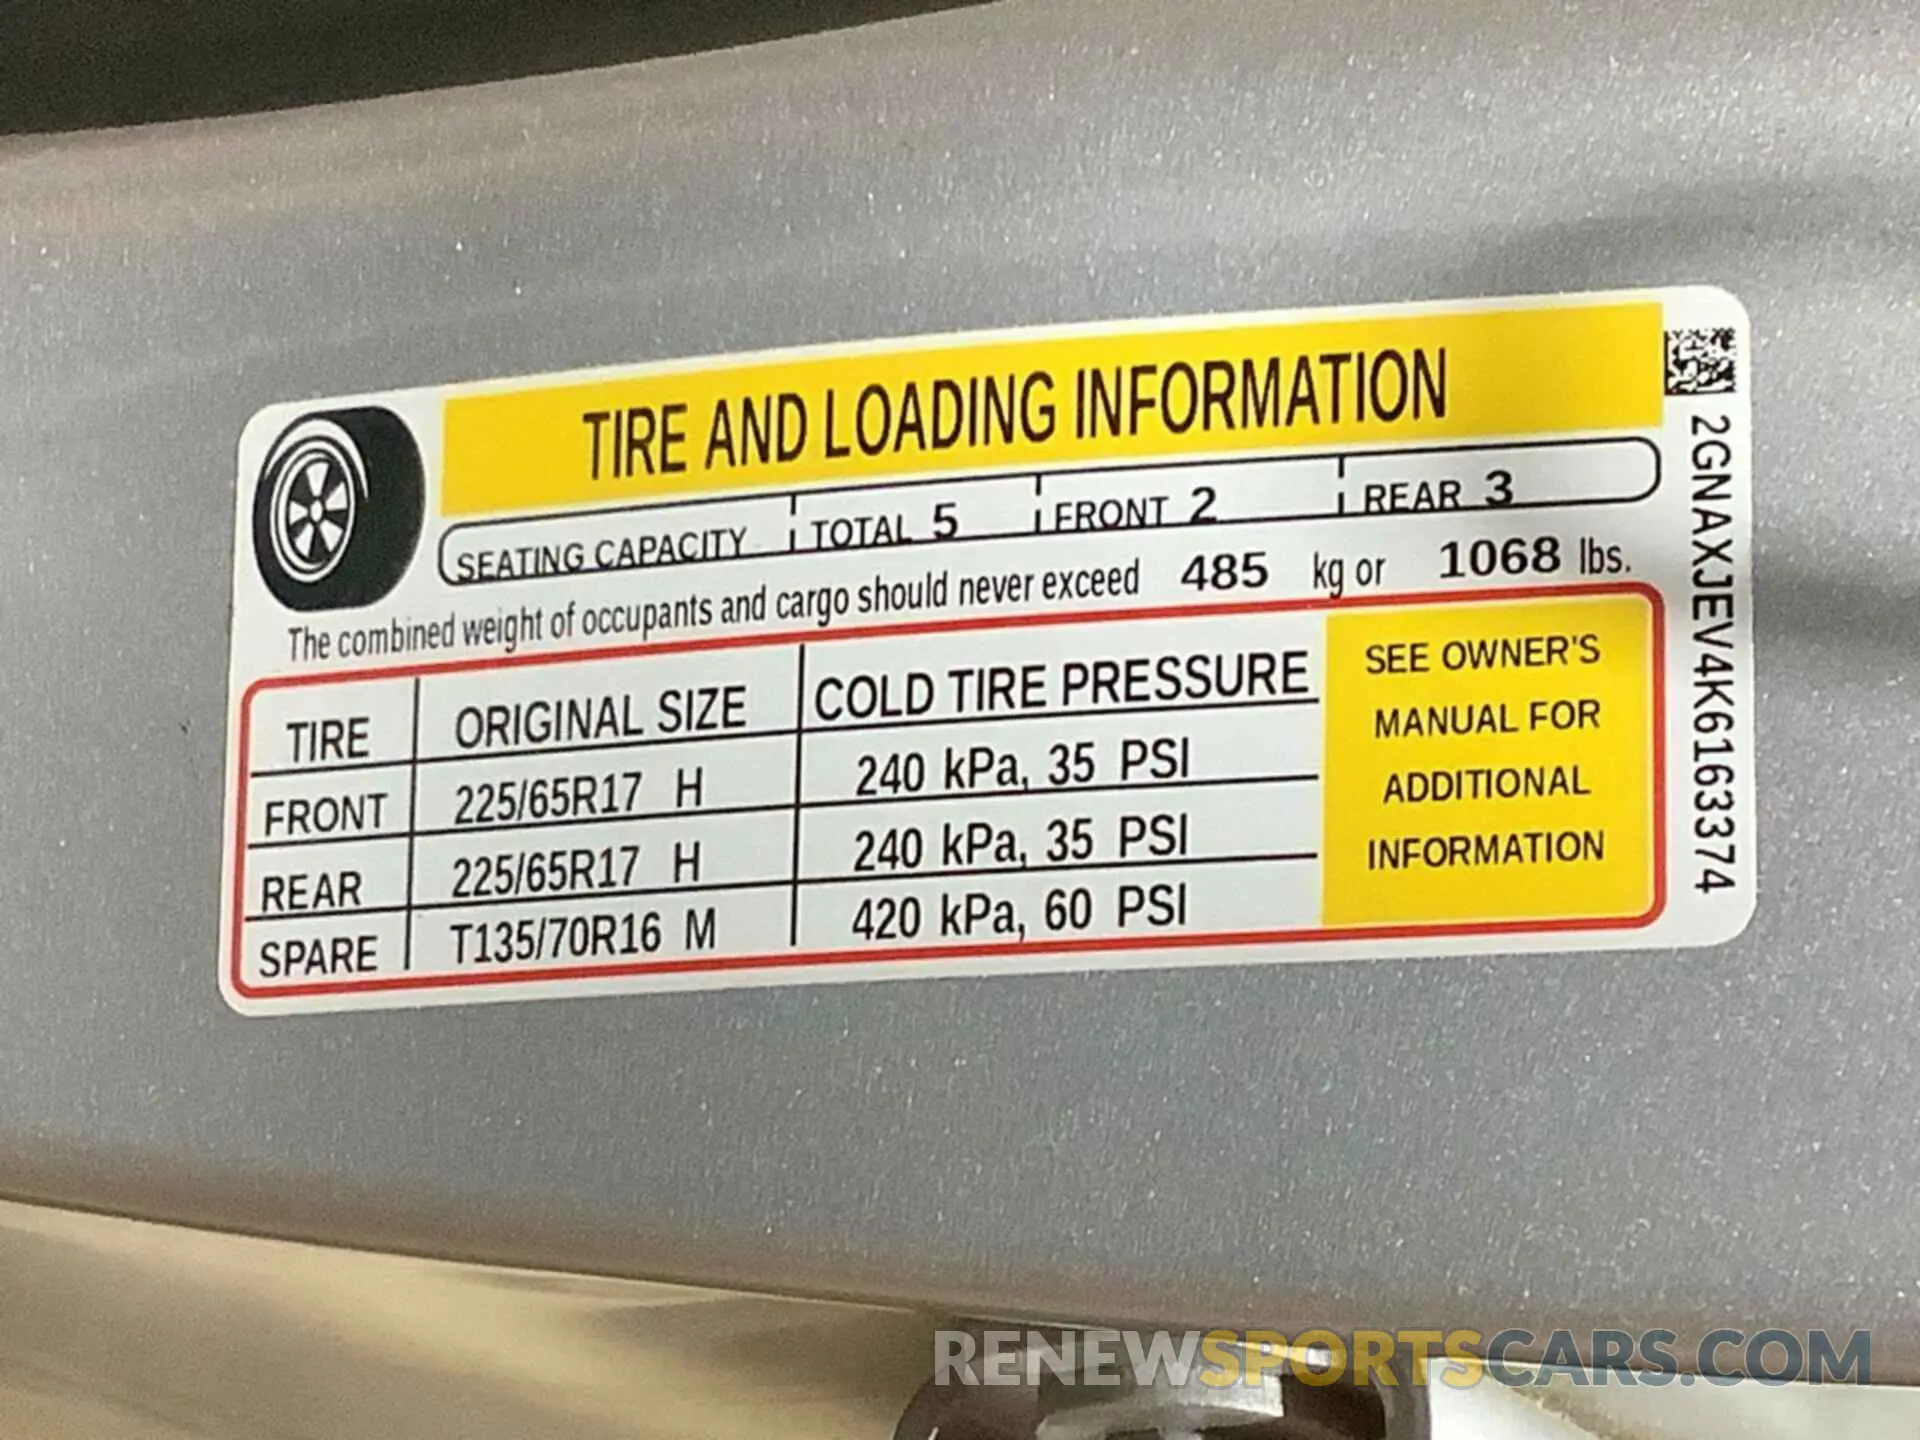 TIRE AND LOADING INFORMATION
SEATING CAPACITY TOTAL 5 FRONT 2 REAR 3
The combined weight of occupants and cargo should never exceed 485 kg or 1068 lbs.
TIRE ORIGINAL SIZE COLD TIRE PRESSURE
FRONT 225/65R17 H 240 kPa, 35 PSI
REAR 225/65R17 H 240 kPa, 35 PSI
SPARE T135/70R16 M 420 kPa, 60 PSI
SEE OWNER'S
MANUAL FOR
ADDITIONAL
INFORMATION
2GNAXJEV4K6163374
RENEWSPORTSCARS.COM